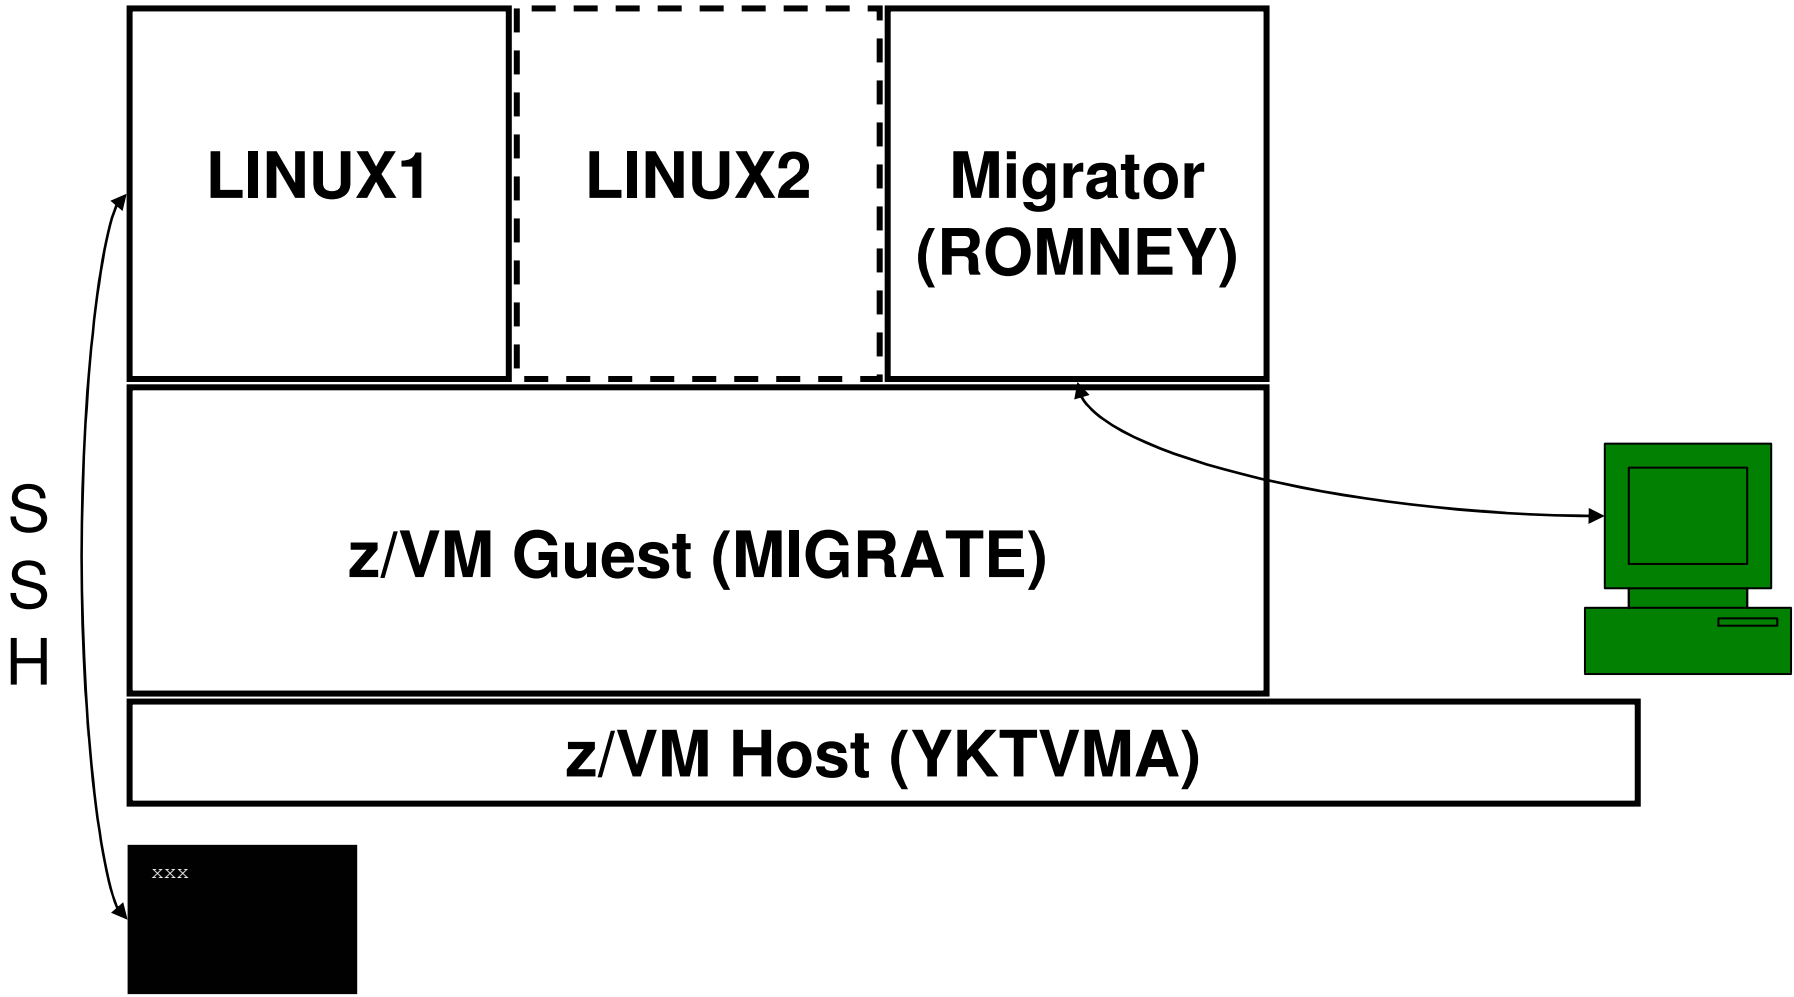 LINUX1
LINUX2
Migrator
(ROMNEY)
z/VM Guest (MIGRATE)
S
S
H
z/VM Host (YKTVMA)
xxx